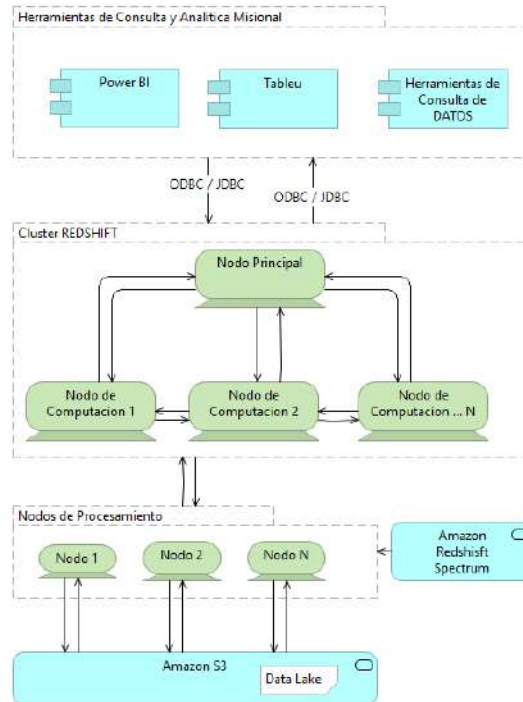 Herramientas de Consulta y Analitica Misional
Power BI
Tableu
Herramientas de
Consulta de
DATOS
ODBC / JDBC
ODBC / JDBC
Cluster REDSHIFT
Nodo Principal
Nodo de
Computacion 1
Nodo de
Computacion 2
Nodo de
Computacion ... N
Nodos de Procesamiento
Nodo 1
Nodo 2
Nodo N
Amazon
Redshisft
Spectrum
Amazon S3
Data Lake